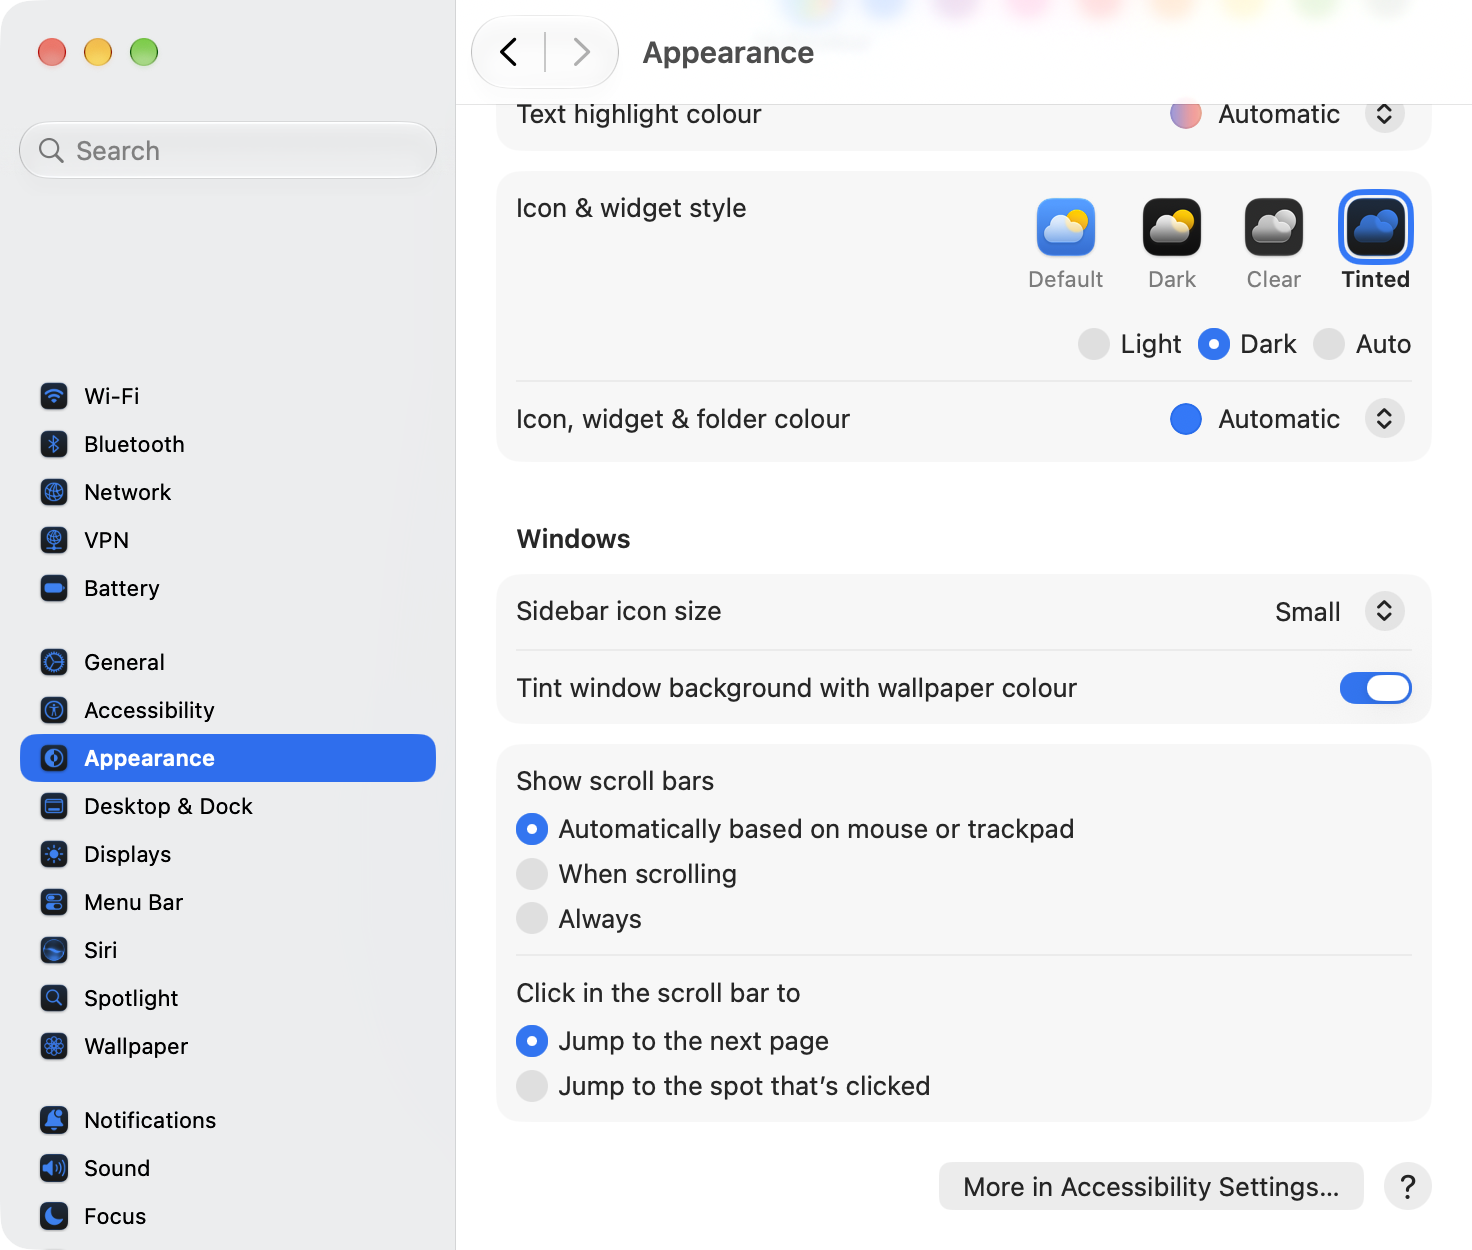 Search
Wi-Fi
Bluetooth
Network
VPN
Battery
General
Accessibility
Appearance
Desktop & Dock
Displays
Menu Bar
Siri
Spotlight
Wallpaper
Notifications
Sound
Focus
Appearance
Text highlight colour Automatic
Icon & widget style
Default Dark Clear Tinted
Light Dark Auto
Icon, widget & folder colour Automatic
Windows
Sidebar icon size Small
Tint window background with wallpaper colour
Show scroll bars
Automatically based on mouse or trackpad
When scrolling
Always
Click in the scroll bar to
Jump to the next page
Jump to the spot that’s clicked
More in Accessibility Settings... ?